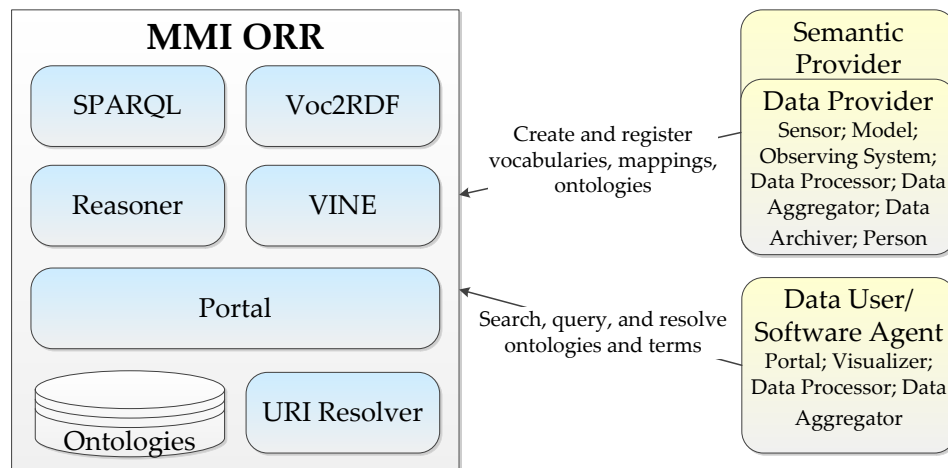 MMI ORR
SPARQL
Voc2RDF
Reasoner
VINE
Portal
Ontologies
URI Resolver
Create and register
vocabularies, mappings,
ontologies
Search, query, and resolve
ontologies and terms
Semantic
Provider
Data Provider
Sensor; Model;
Observing System;
Data Processor; Data
Aggregator; Data
Archiver; Person
Data User/
Software Agent
Portal; Visualizer;
Data Processor; Data
Aggregator